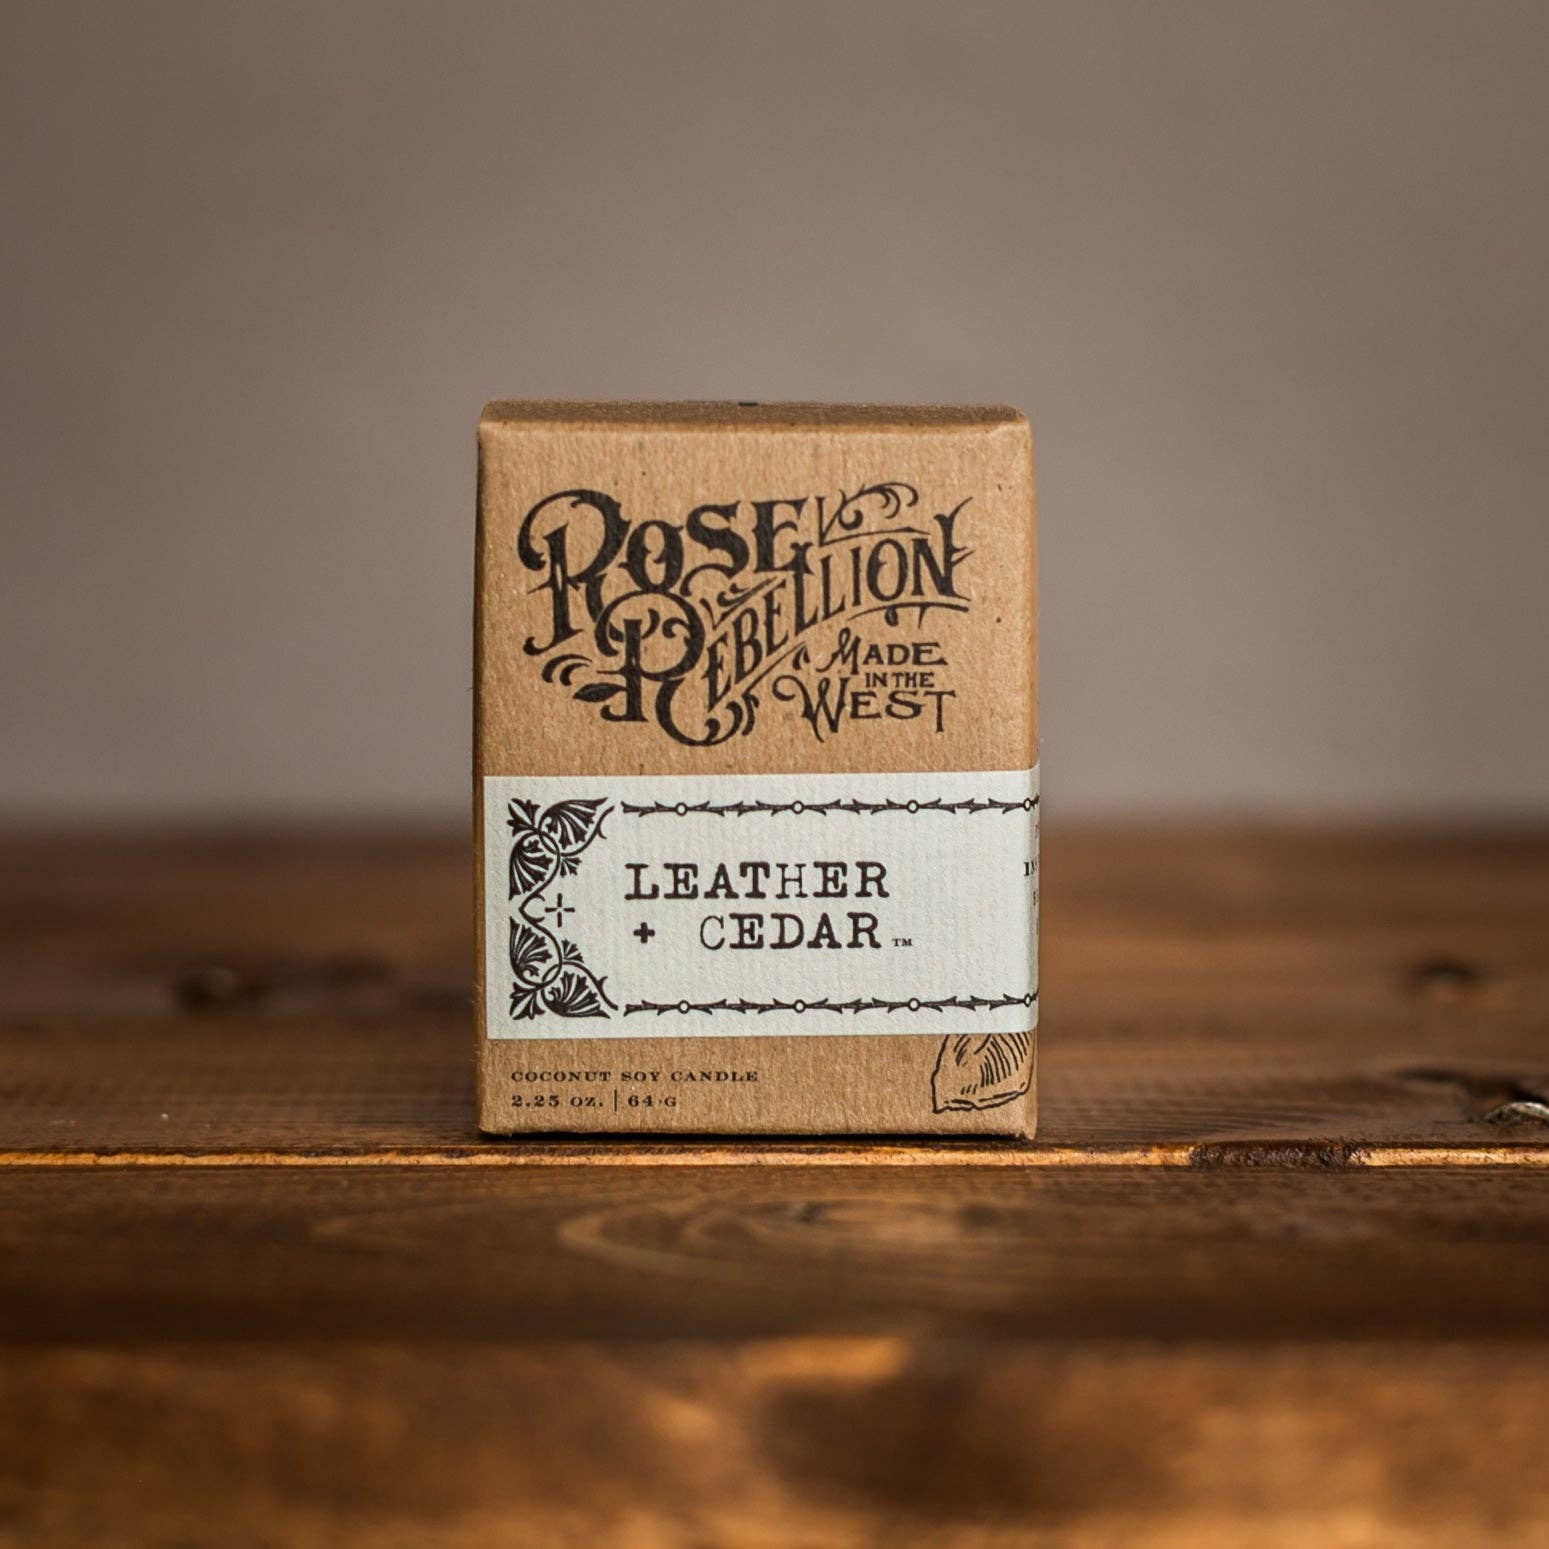 ROSE
REBELLION
MADE
IN THE
WEST
LEATHER
+ CEDAR™
COCONUT SOY CANDLE
2.25 OZ. | 64 G